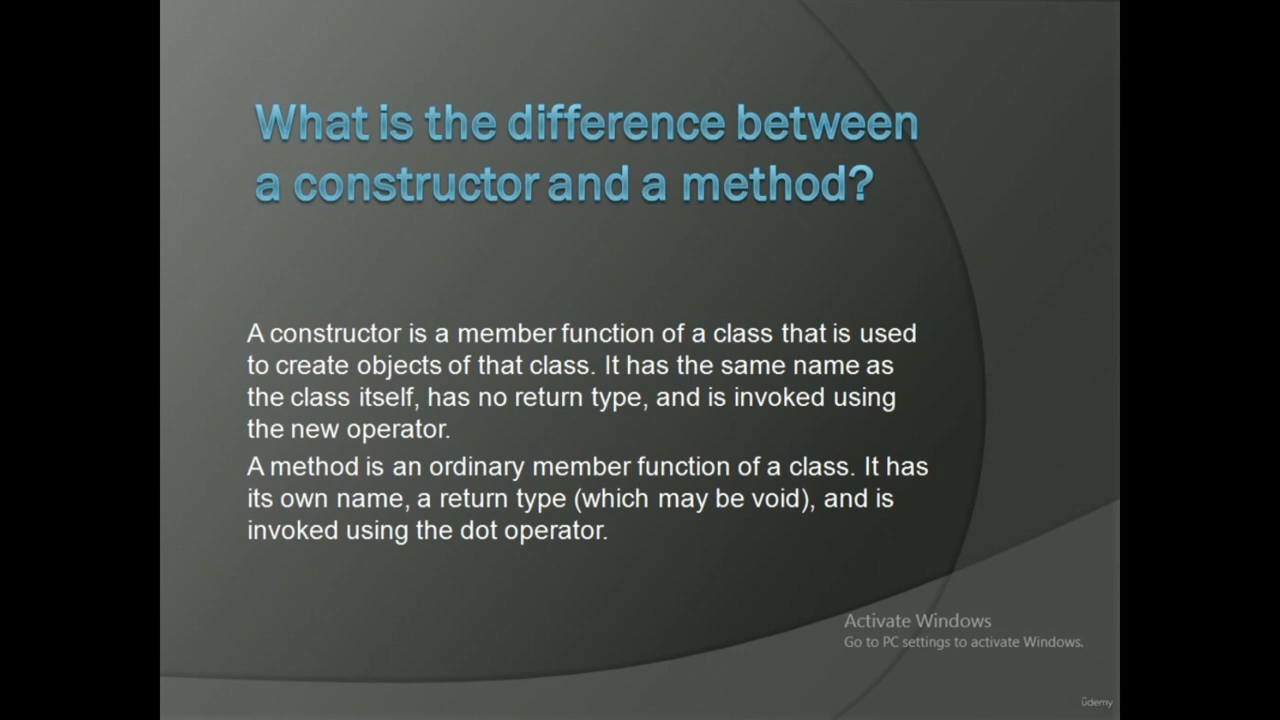 What is the difference between
a constructor and a method?
A constructor is a member function of a class that is used
to create objects of that class. It has the same name as
the class itself, has no return type, and is invoked using
the new operator.
A method is an ordinary member function of a class. It has
its own name, a return type (which may be void), and is
invoked using the dot operator.
Activate Windows
Go to PC settings to activate Windows.
ûdemy